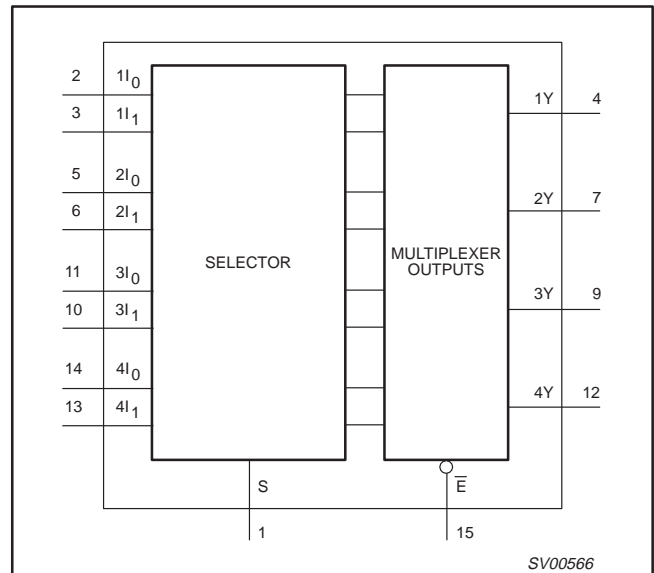 2 1I0 1Y 4
3 1I1
5 2I0 2Y 7
6 2I1
SELECTOR MULTIPLEXER
OUTPUTS
11 3I0 3Y 9
10 3I1
14 4I0 4Y 12
13 4I1
S E̅
1 15
SV00566